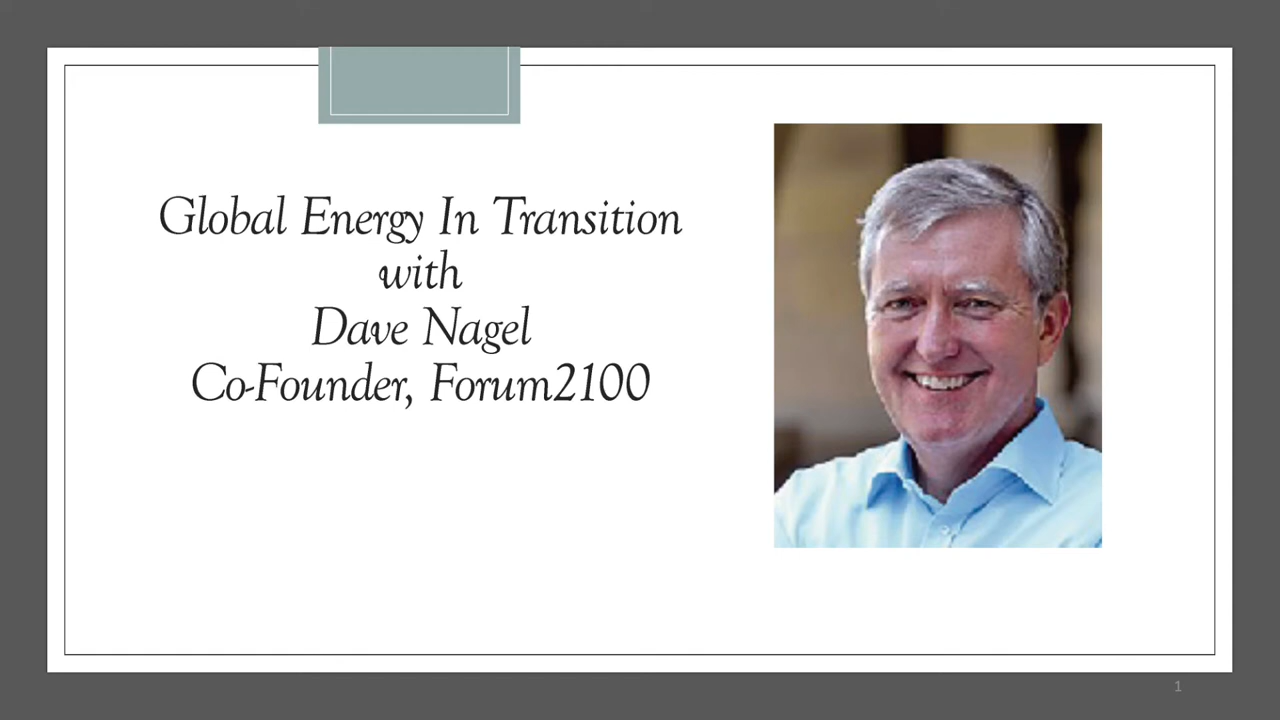 Global Energy In Transition
with
Dave Nagel
Co-Founder, Forum2100
1